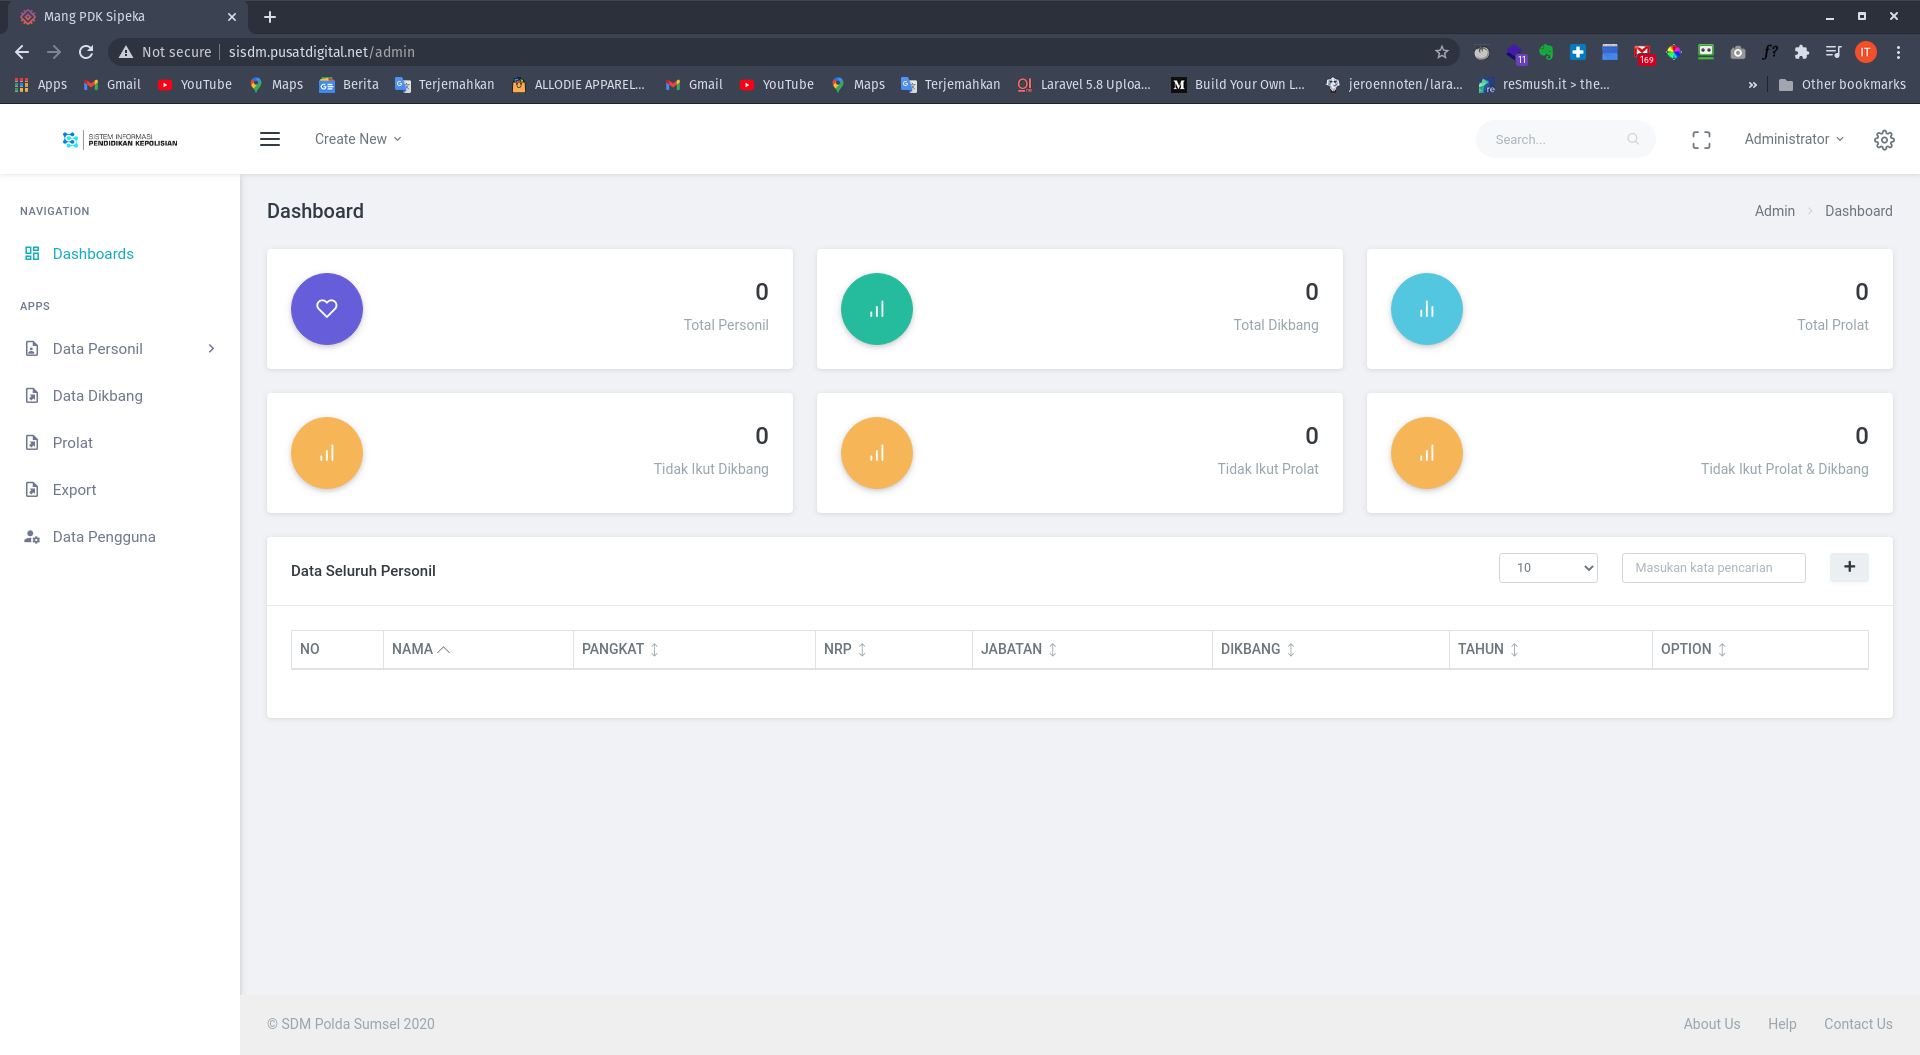 Mang PDK Sipeka
Not secure
sisdm.pusatdigital.net/admin
11
169
f?
IT
Apps
Gmail
YouTube
Maps
Berita
Terjemahkan
ALLODIE APPAREL...
Gmail
YouTube
Maps
Terjemahkan
Laravel 5.8 Uploa...
Build Your Own L...
jeroennoten/lara...
reSmush.it > the...
»
Other bookmarks
SISTEM INFORMASI
PENDIDIKAN KEPOLISIAN
Create New
Search...
Administrator
NAVIGATION
Dashboards
APPS
Data Personil
Data Dikbang
Prolat
Export
Data Pengguna
Dashboard
Admin
Dashboard
0
Total Personil
0
Total Dikbang
0
Total Prolat
0
Tidak Ikut Dikbang
0
Tidak Ikut Prolat
0
Tidak Ikut Prolat & Dikbang
Data Seluruh Personil
10
Masukan kata pencarian
+
NO
NAMA
PANGKAT
NRP
JABATAN
DIKBANG
TAHUN
OPTION
© SDM Polda Sumsel 2020
About Us
Help
Contact Us